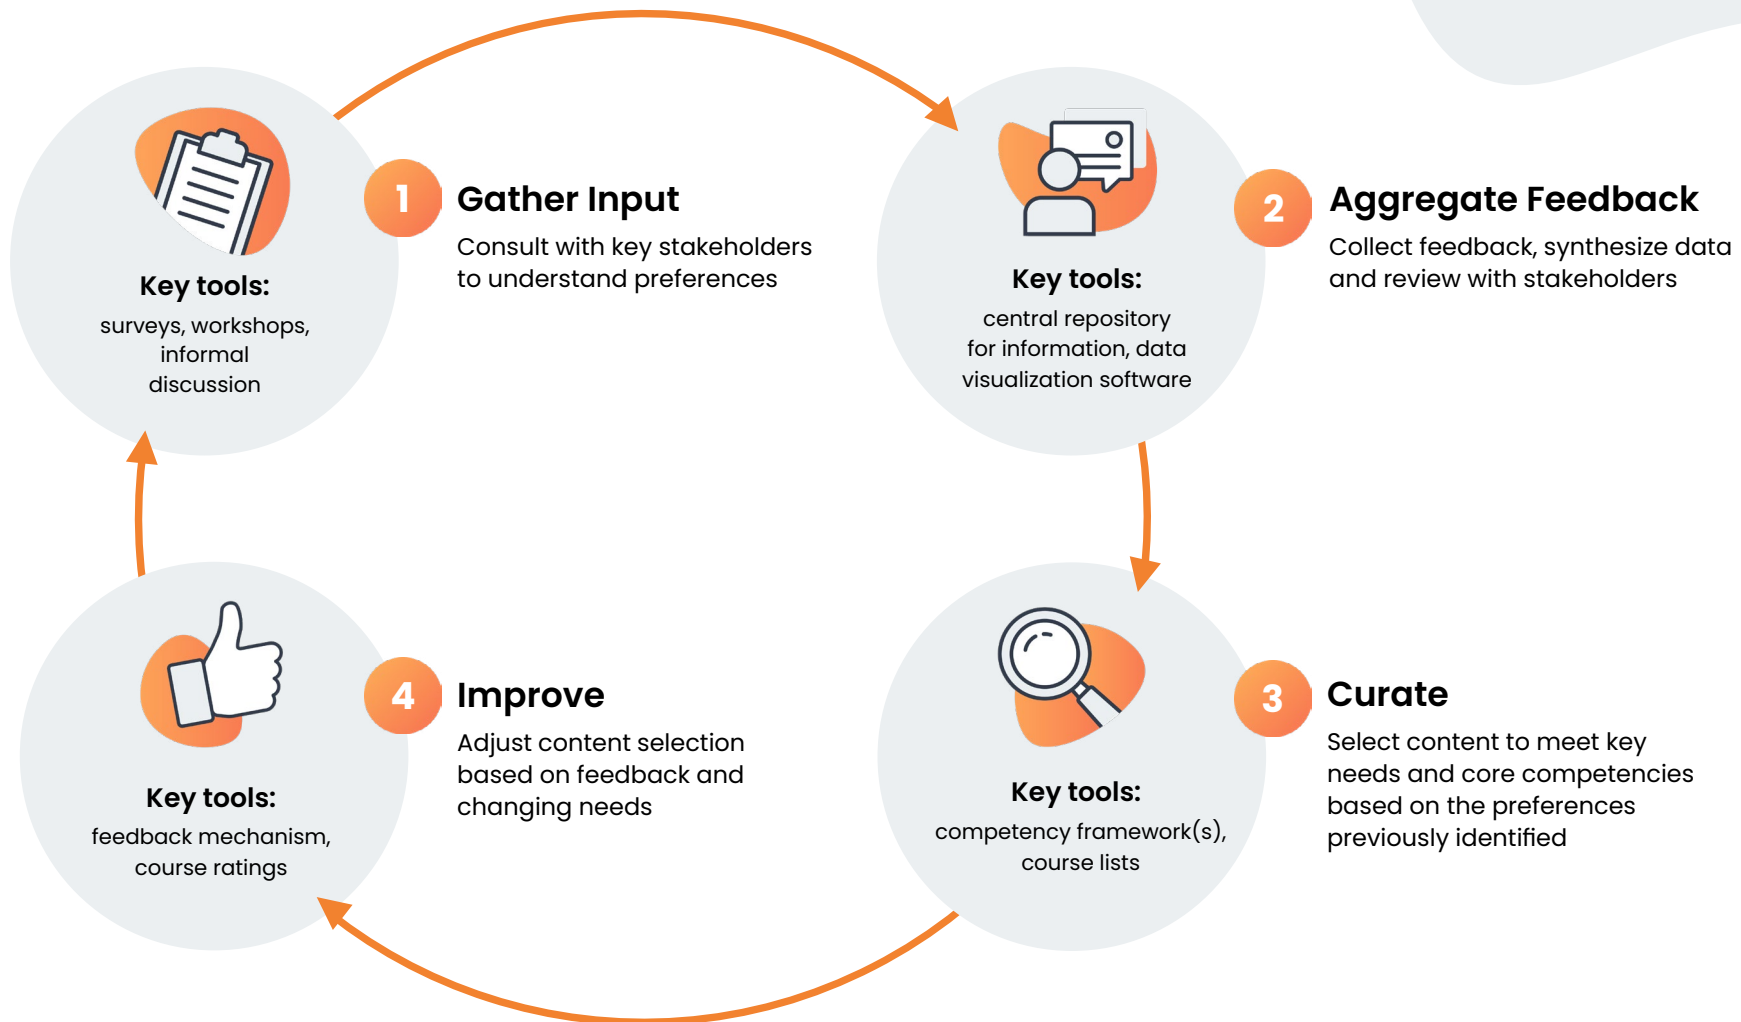 1
Gather Input
Consult with key stakeholders
to understand preferences
Key tools:
surveys, workshops,
informal
discussion
2
Aggregate Feedback
Collect feedback, synthesize data
and review with stakeholders
Key tools:
central repository
for information, data
visualization software
3
Curate
Select content to meet key
needs and core competencies
based on the preferences
previously identified
Key tools:
competency framework(s),
course lists
4
Improve
Adjust content selection
based on feedback and
changing needs
Key tools:
feedback mechanism,
course ratings